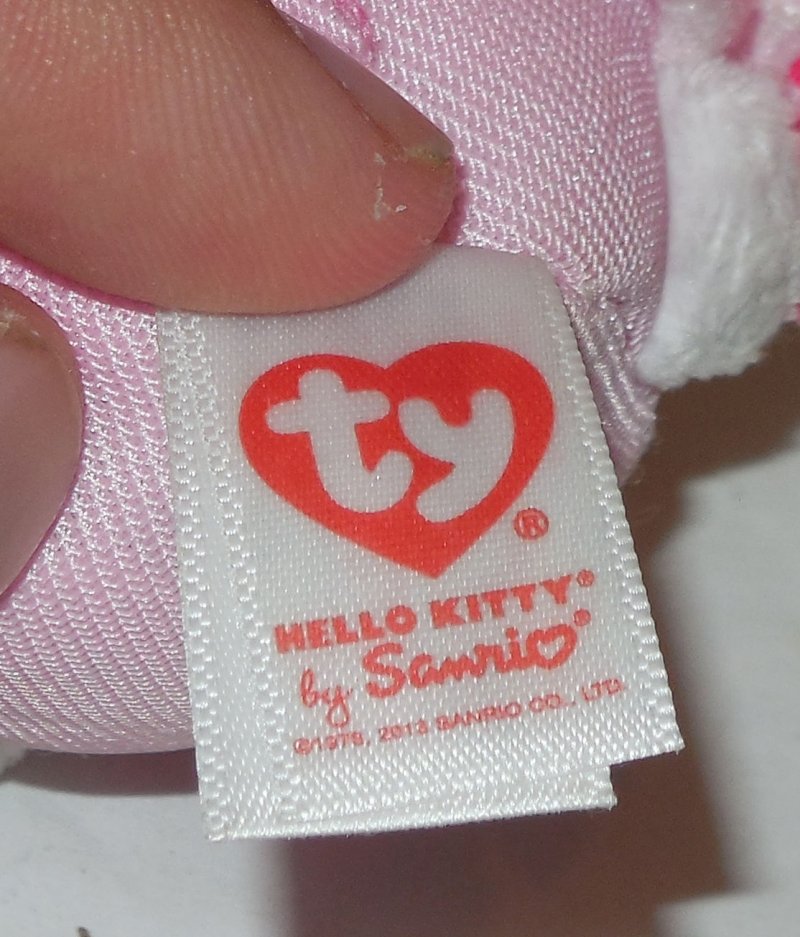 ty®
HELLO KITTY®
by Sanrio®
©1976, 2013 SANRIO CO., LTD.